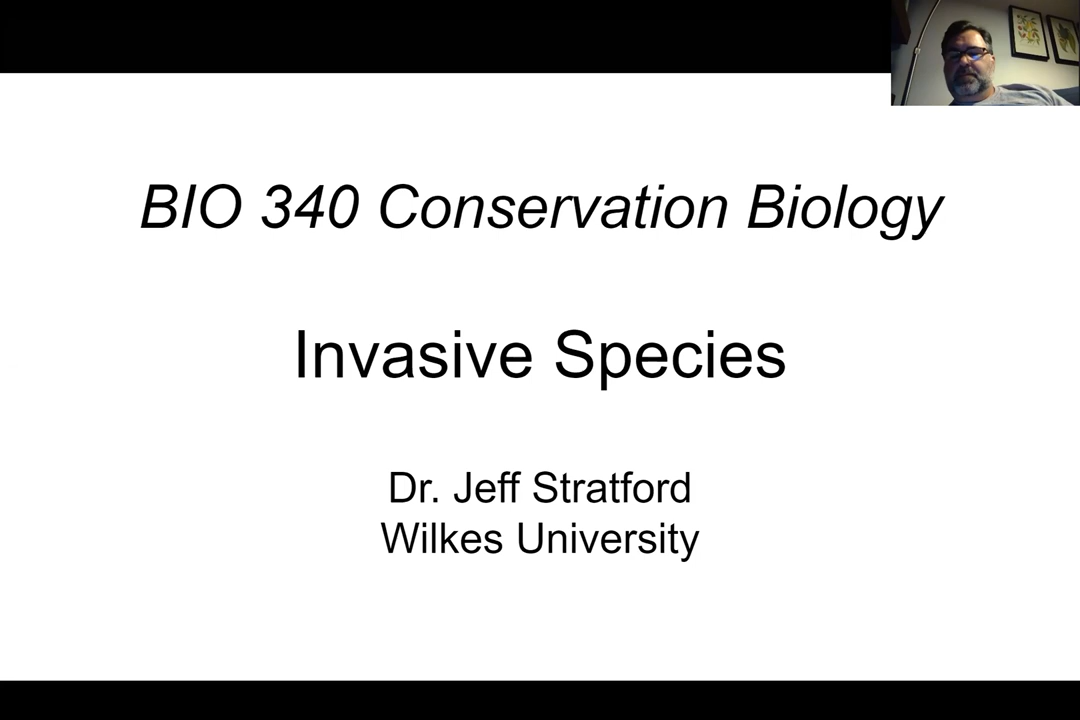 BIO 340 Conservation Biology
Invasive Species
Dr. Jeff Stratford
Wilkes University